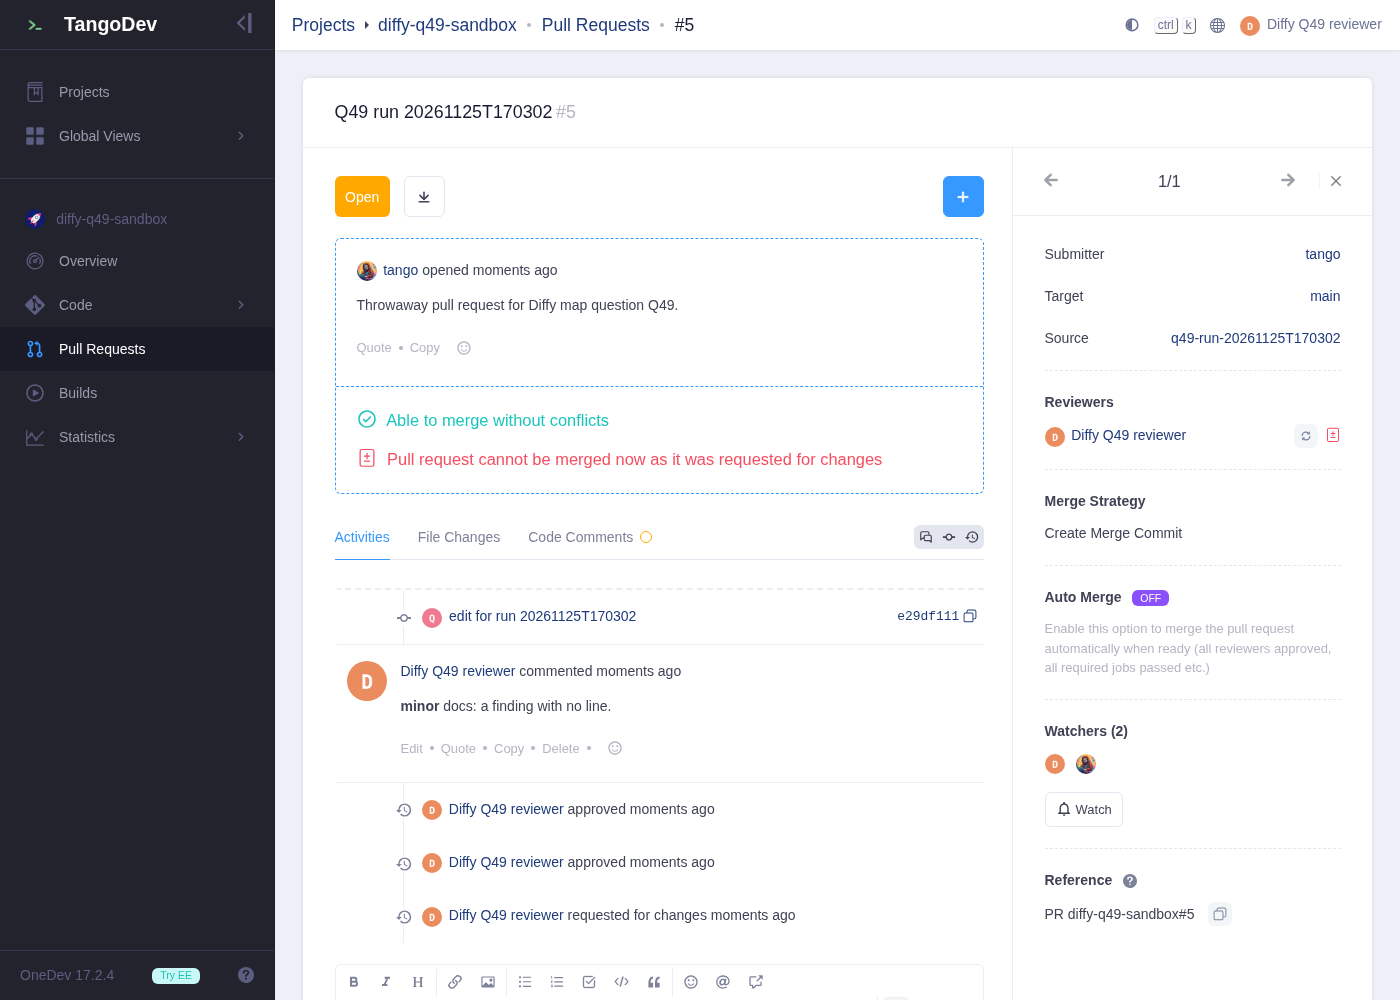 TangoDev
Projects
Global Views
diffy-q49-sandbox
Overview
Code
Pull Requests
Builds
Statistics
OneDev 17.2.4
Try EE
Projects diffy-q49-sandbox • Pull Requests • #5
ctrl k
D Diffy Q49 reviewer
Q49 run 20261125T170302 #5
Open
tango opened moments ago
Throwaway pull request for Diffy map question Q49.
Quote • Copy
Able to merge without conflicts
Pull request cannot be merged now as it was requested for changes
Activities
File Changes
Code Comments
Q edit for run 20261125T170302 e29df111
D Diffy Q49 reviewer commented moments ago
minor docs: a finding with no line.
Edit • Quote • Copy • Delete •
D Diffy Q49 reviewer approved moments ago
D Diffy Q49 reviewer approved moments ago
D Diffy Q49 reviewer requested for changes moments ago
B I H
1/1
Submitter tango
Target main
Source q49-run-20261125T170302
Reviewers
D Diffy Q49 reviewer
Merge Strategy
Create Merge Commit
Auto Merge OFF
Enable this option to merge the pull request
automatically when ready (all reviewers approved,
all required jobs passed etc.)
Watchers (2)
D
Watch
Reference
PR diffy-q49-sandbox#5